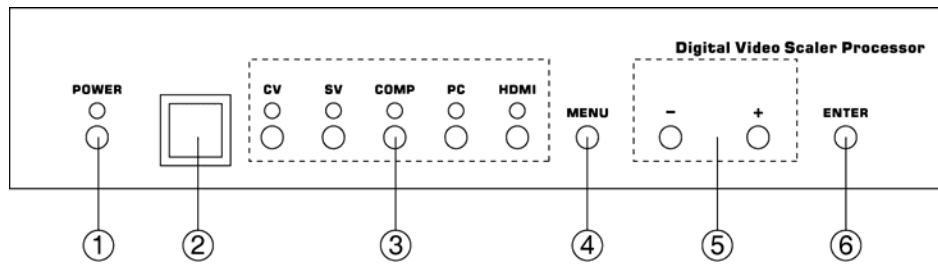 Digital Video Scaler Processor
POWER
CV SV COMP PC HDMI
MENU
− +
ENTER
① ② ③ ④ ⑤ ⑥